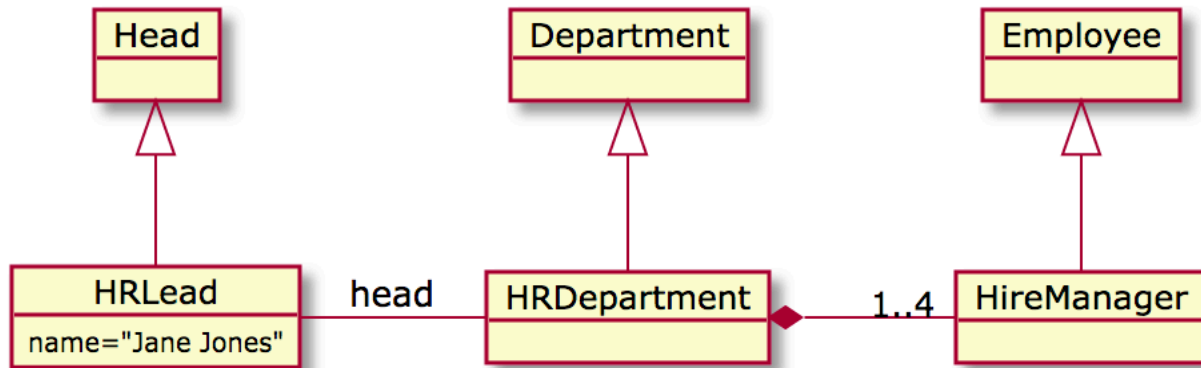 Head
Department
Employee
HRLead
name="Jane Jones"
head
HRDepartment
1..4
HireManager